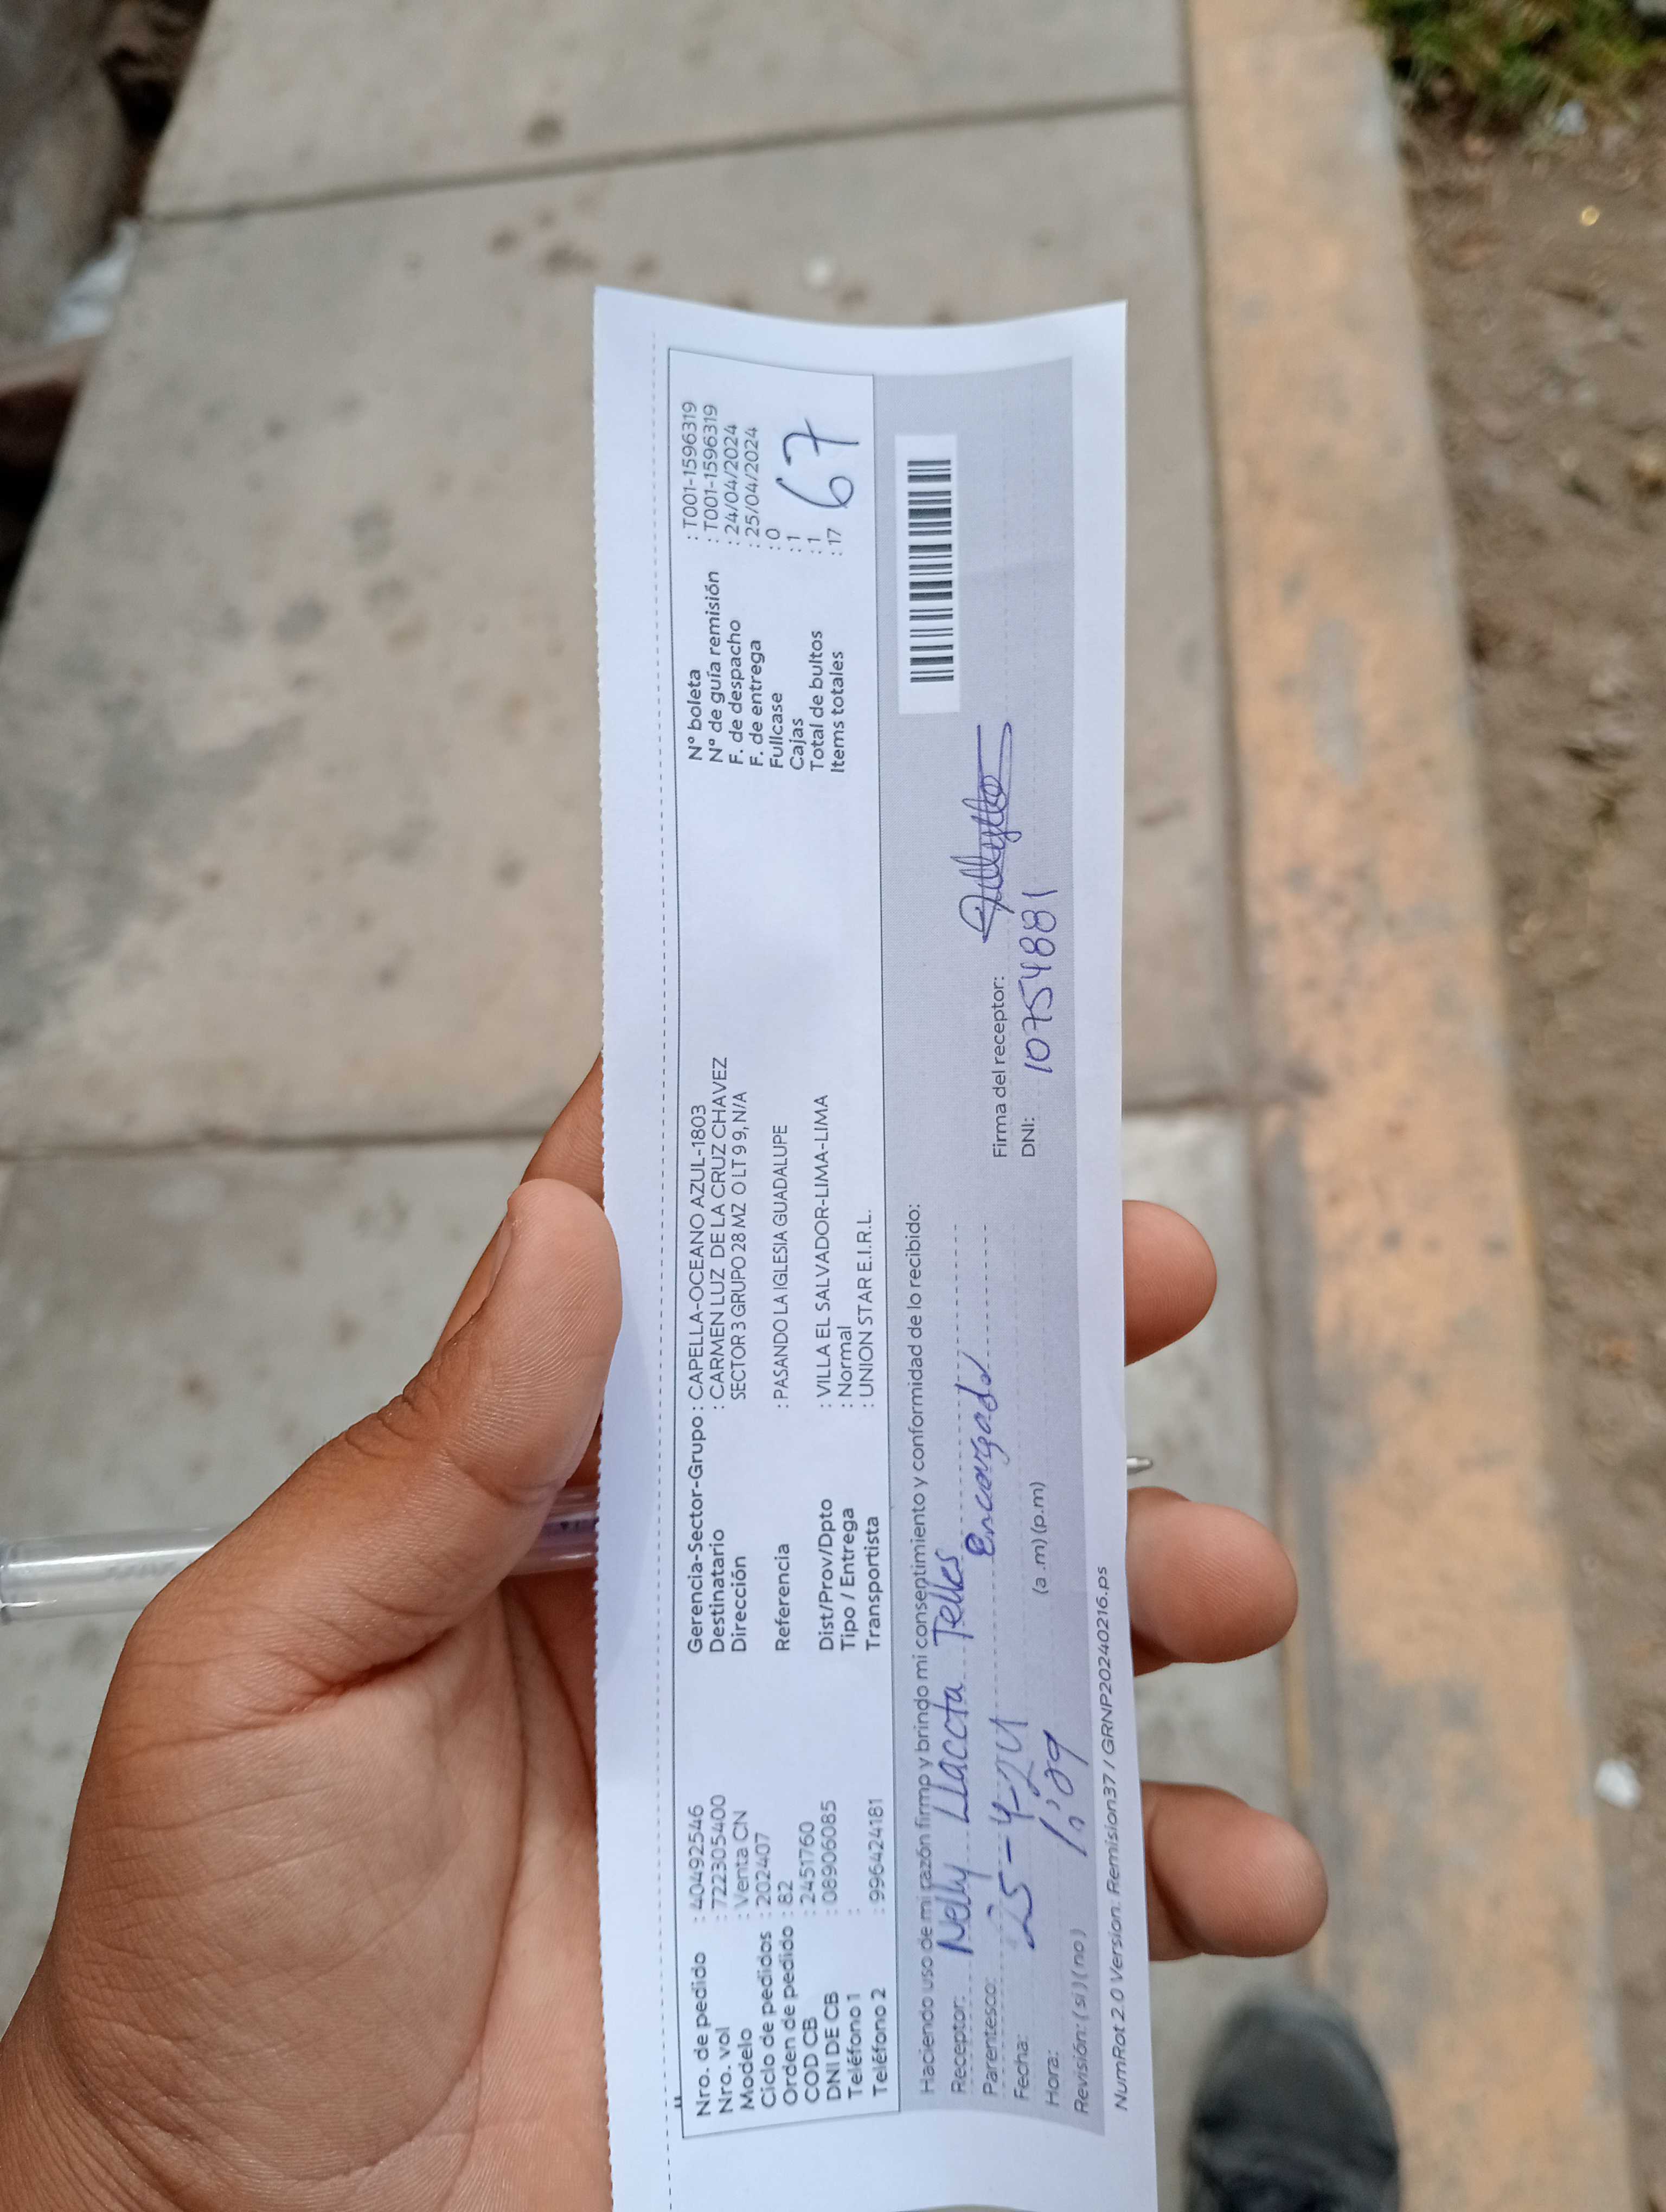 Nro. de pedido : 40492546
Nro. vol : 722305400
Modelo : Venta CN
Ciclo de pedidos : 202407
Orden de pedido : 82
COD CB : 2451760
DNI DE CB : 089060085
Teléfono 1 :
Teléfono 2 : 996424181
Gerencia-Sector-Grupo : CAPELLA-OCEANO AZUL-1803
Destinatario : CARMEN LUZ DE LA CRUZ CHAVEZ
Dirección SECTOR 3 GRUPO 28 MZ O LT 9 9, N/A
Referencia : PASANDO LA IGLESIA GUADALUPE
Dist/Prov/Dpto : VILLA EL SALVADOR-LIMA-LIMA
Tipo / Entrega : Normal
Transportista : UNION STAR E.I.R.L.
N° boleta : T001-1596319
N° de guía remisión : T001-1596319
F. de despacho : 24/04/2024
F. de entrega : 25/04/2024
Fullcase : 0
Cajas : 1
Total de bultos : 1
Items totales : 17
67
Haciendo uso de mi razón firmp y brindo mi consentimiento y conformidad de lo recibido:
Receptor: Nelly Llaccta Telles
Parentesco: Encargado
Fecha: 25-4-24
Hora: (a .m) (p.m)
Revisión: ( si ) ( no )
Firma del receptor:
DNI: 10754881
NumRot 2.0 Version: Remision37 / GRNP20240216.ps